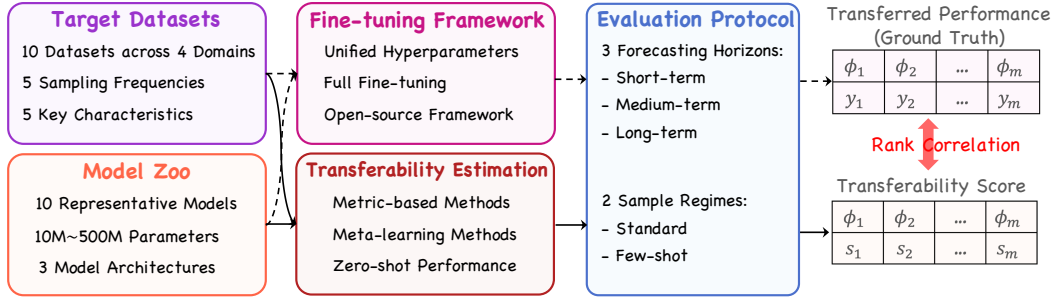 Target Datasets
10 Datasets across 4 Domains
5 Sampling Frequencies
5 Key Characteristics
Model Zoo
10 Representative Models
10M~500M Parameters
3 Model Architectures
Fine-tuning Framework
Unified Hyperparameters
Full Fine-tuning
Open-source Framework
Transferability Estimation
Metric-based Methods
Meta-learning Methods
Zero-shot Performance
Evaluation Protocol
3 Forecasting Horizons:
- Short-term
- Medium-term
- Long-term
2 Sample Regimes:
- Standard
- Few-shot
Transferred Performance
(Ground Truth)
ϕ₁ ϕ₂ ... ϕₘ
y₁ y₂ ... yₘ
Rank Correlation
Transferability Score
ϕ₁ ϕ₂ ... ϕₘ
s₁ s₂ ... sₘ